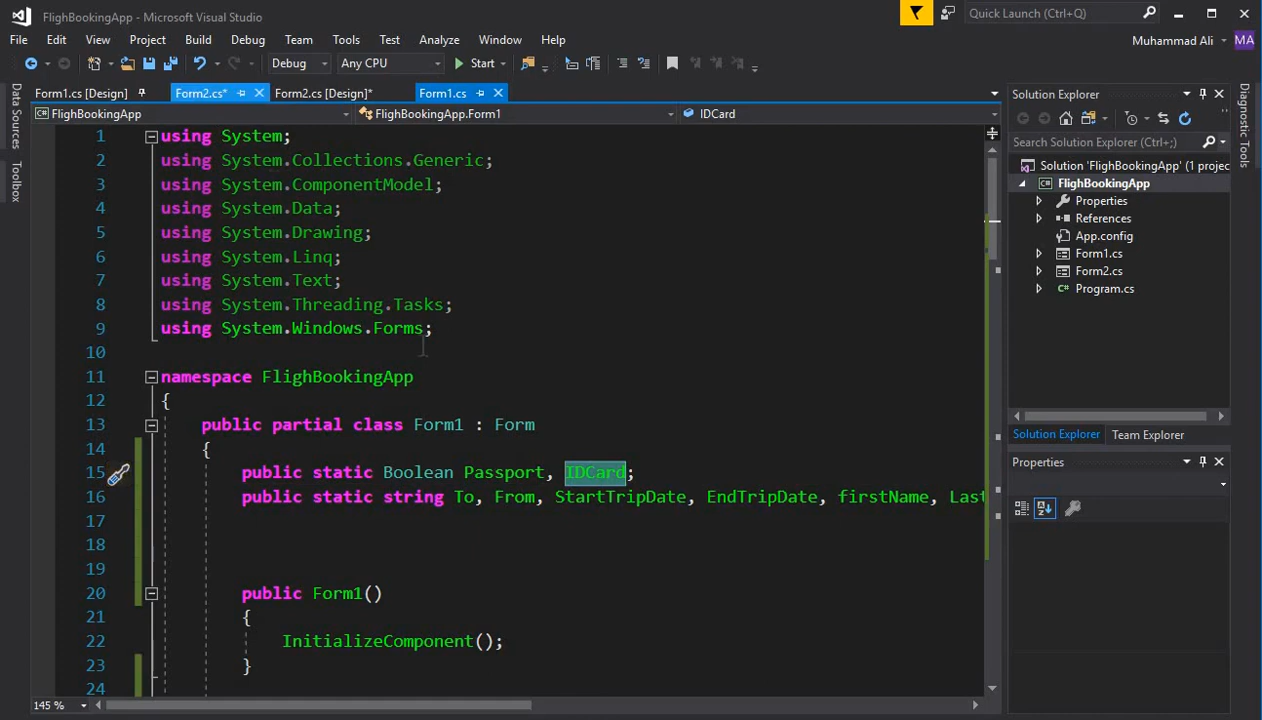 FlighBookingApp - Microsoft Visual Studio
Quick Launch (Ctrl+Q)
File Edit View Project Build Debug Team Tools Test Analyze Window Help
Muhammad Ali MA
Debug Any CPU Start
Form1.cs [Design] Form2.cs* Form2.cs [Design]* Form1.cs
FlighBookingApp FlighBookingApp.Form1 IDCard
Data Sources
Toolbox
1 using System;
2 using System.Collections.Generic;
3 using System.ComponentModel;
4 using System.Data;
5 using System.Drawing;
6 using System.Linq;
7 using System.Text;
8 using System.Threading.Tasks;
9 using System.Windows.Forms;
10
11 namespace FlighBookingApp
12 {
13 public partial class Form1 : Form
14 {
15 public static Boolean Passport, IDCard;
16 public static string To, From, StartTripDate, EndTripDate, firstName, Last
17
18
19
20 public Form1()
21 {
22 InitializeComponent();
23 }
24
145 %
Solution Explorer
Search Solution Explorer (Ctrl+;)
Solution 'FlighBookingApp' (1 projec
FlighBookingApp
Properties
References
App.config
Form1.cs
Form2.cs
Program.cs
Solution Explorer Team Explorer
Properties
Diagnostic Tools